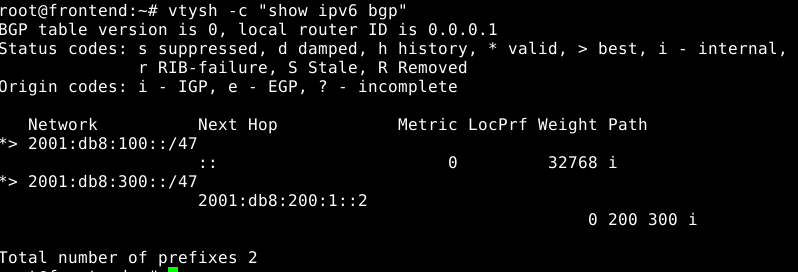 root@frontend:~# vtysh -c "show ipv6 bgp"
BGP table version is 0, local router ID is 0.0.0.1
Status codes: s suppressed, d damped, h history, * valid, > best, i - internal,
              r RIB-failure, S Stale, R Removed
Origin codes: i - IGP, e - EGP, ? - incomplete

   Network          Next Hop            Metric LocPrf Weight Path
*> 2001:db8:100::/47
                    ::                       0         32768 i
*> 2001:db8:300::/47
                    2001:db8:200:1::2
                                                           0 200 300 i

Total number of prefixes 2